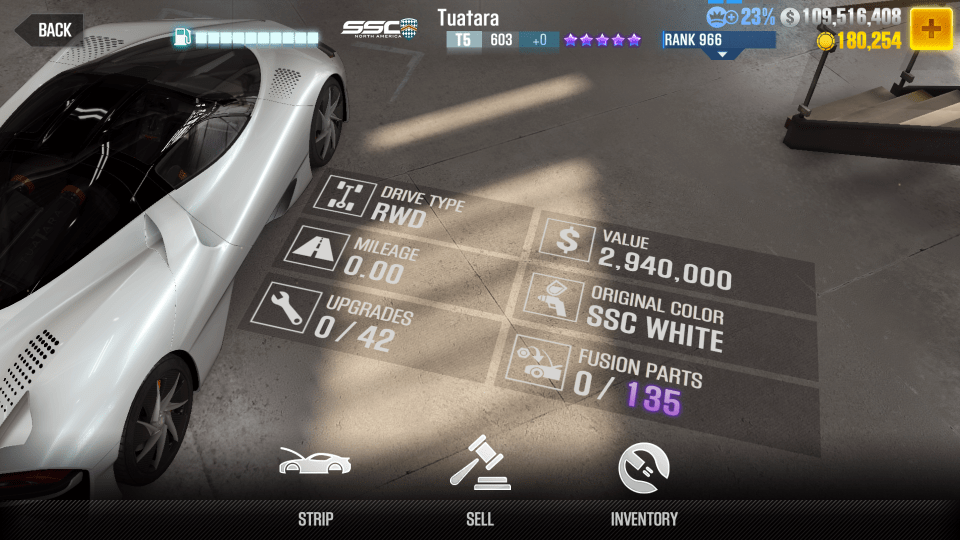 BACK
SSC
NORTH AMERICA
Tuatara
T5 603 +0
RANK 966
23%
$ 109,516,408
180,254
DRIVE TYPE
RWD
MILEAGE
0.00
UPGRADES
0 / 42
$ VALUE
2,940,000
ORIGINAL COLOR
SSC WHITE
FUSION PARTS
0 / 135
STRIP
SELL
INVENTORY